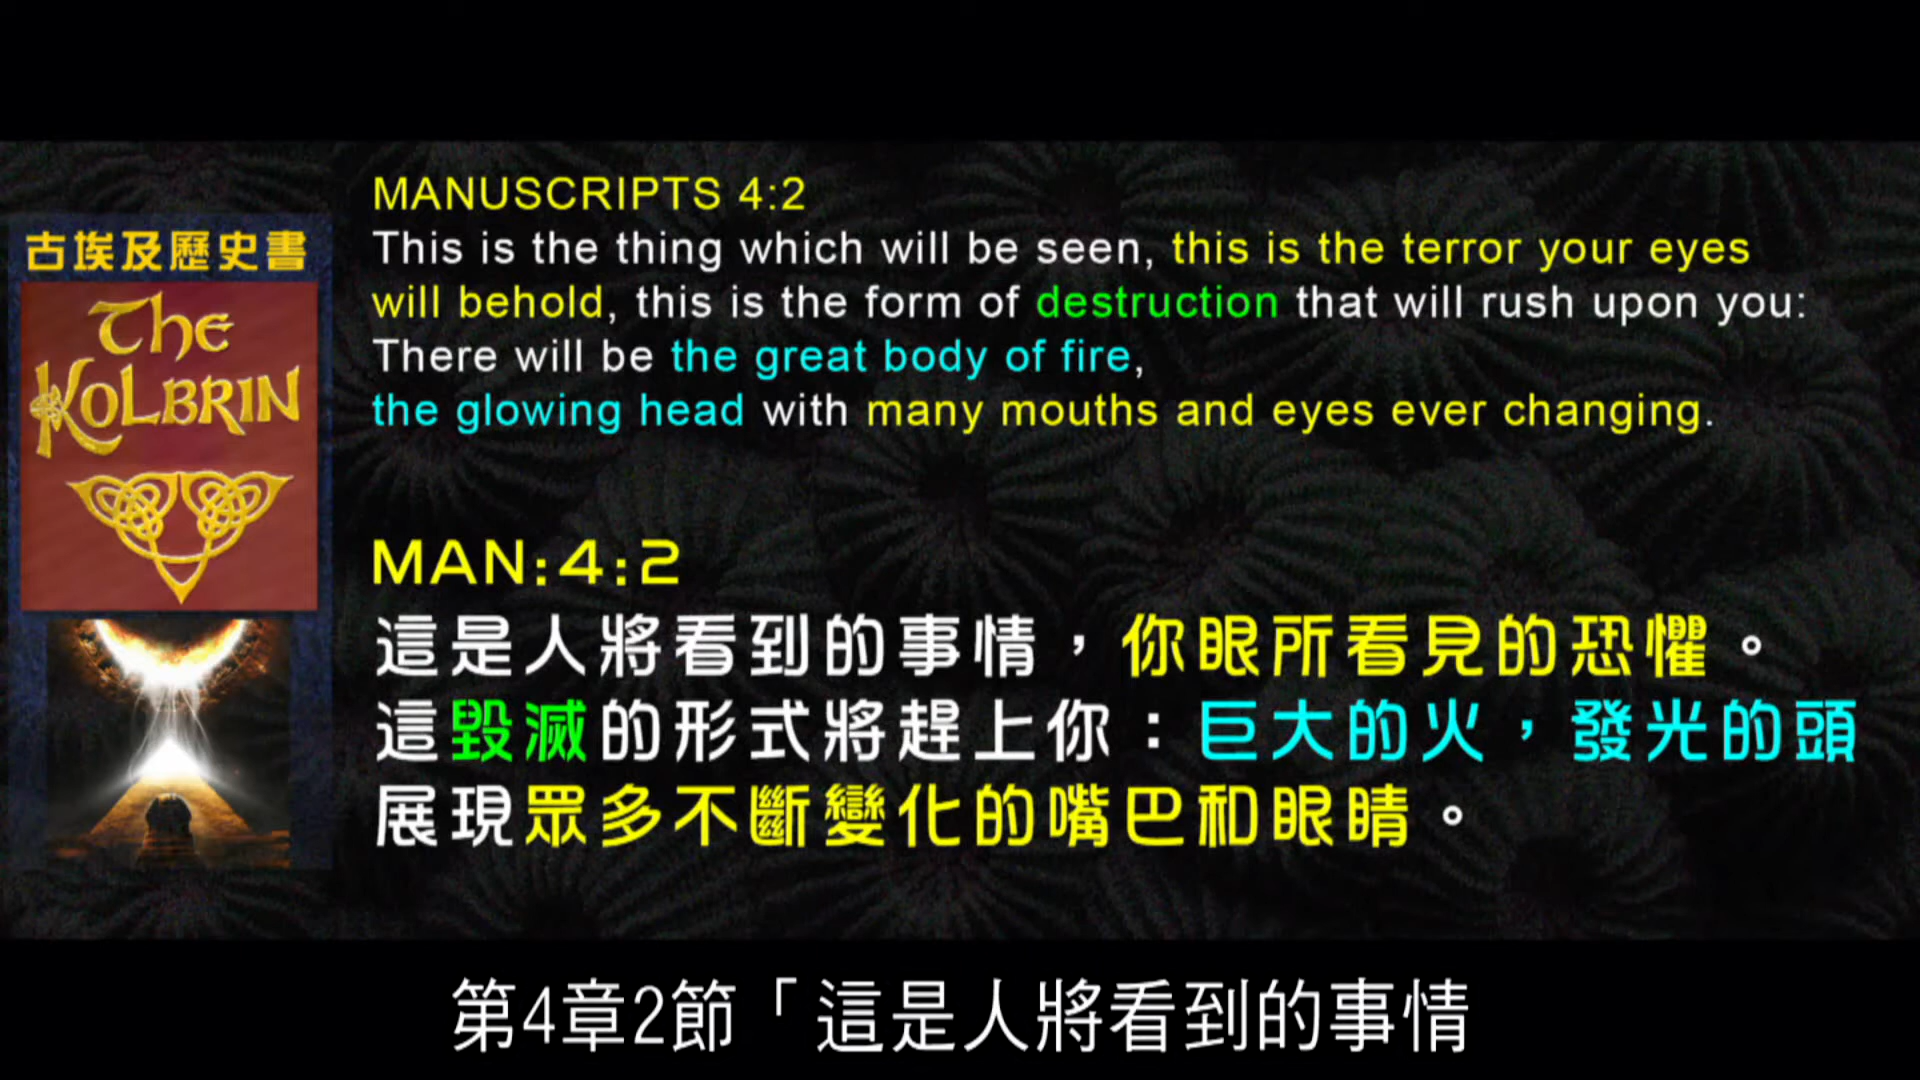 古埃及歷史書
The
KOLBRIN
MANUSCRIPTS 4:2
This is the thing which will be seen, this is the terror your eyes
will behold, this is the form of destruction that will rush upon you:
There will be the great body of fire,
the glowing head with many mouths and eyes ever changing.
MAN:4:2
這是人將看到的事情，你眼所看見的恐懼。
這毀滅的形式將趕上你：巨大的火，發光的頭
展現眾多不斷變化的嘴巴和眼睛。
第4章2節「這是人將看到的事情